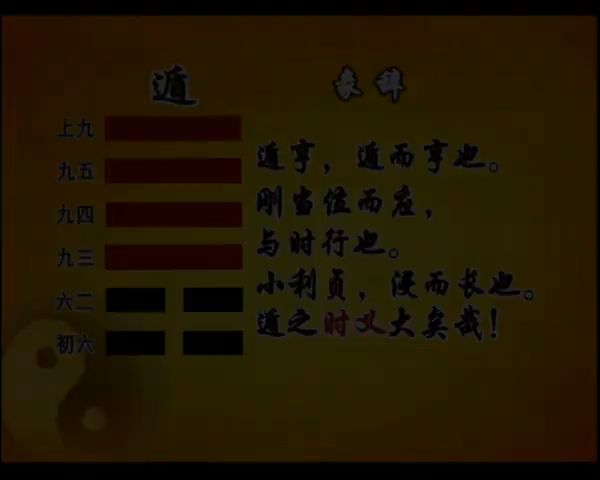 遁
彖辞
上九
九五
九四
九三
六二
初六
遁亨，遁而亨也。
刚当位而应，
与时行也。
小利贞，浸而长也。
遁之时义大矣哉！